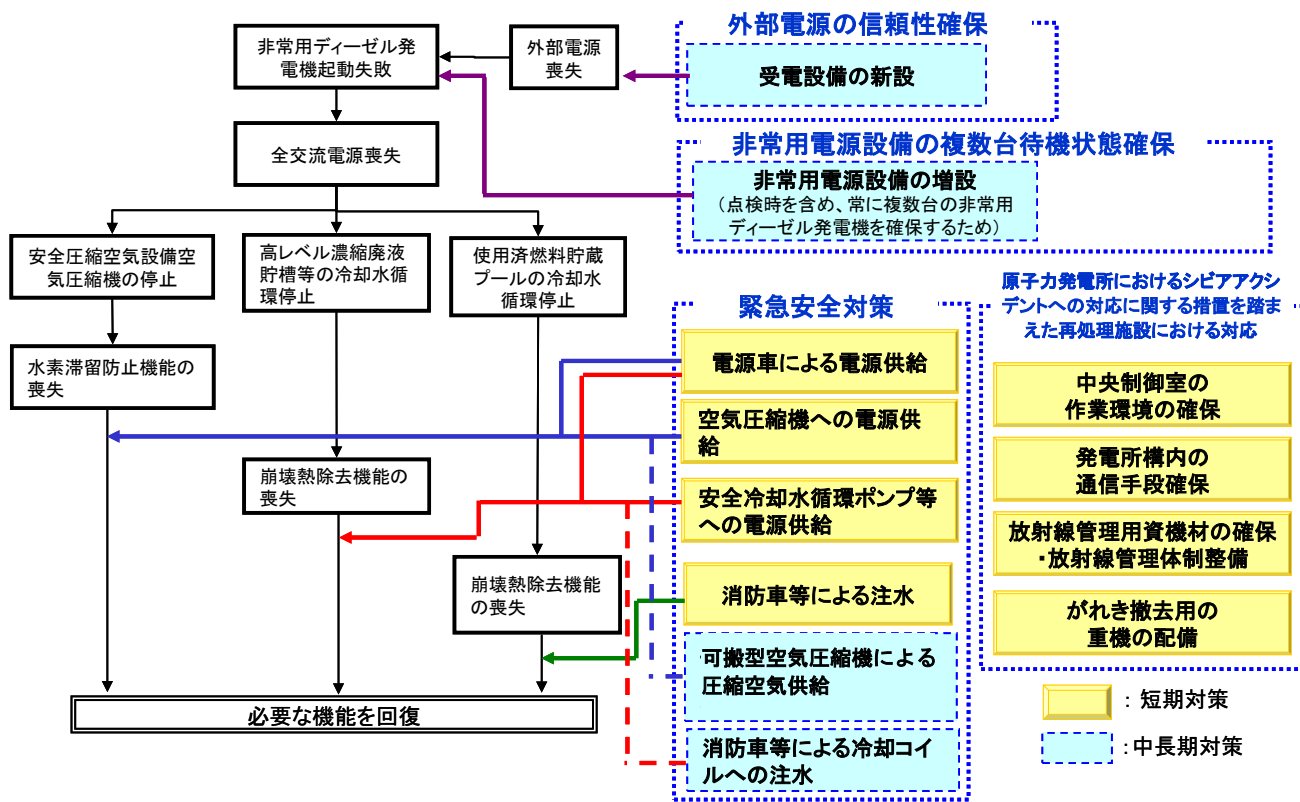 非常用ディーゼル発
電機起動失敗
外部電源
喪失
外部電源の信頼性確保
受電設備の新設
全交流電源喪失
非常用電源設備の複数台待機状態確保
非常用電源設備の増設
（点検時を含め、常に複数台の非常用
ディーゼル発電機を確保するため）
安全圧縮空気設備空
気圧縮機の停止
高レベル濃縮廃液
貯槽等の冷却水循
環停止
使用済燃料貯蔵
プールの冷却水
循環停止
水素滞留防止機能の
喪失
崩壊熱除去機能の
喪失
崩壊熱除去機能
の喪失
必要な機能を回復
緊急安全対策
電源車による電源供給
空気圧縮機への電源供
給
安全冷却水循環ポンプ等
への電源供給
消防車等による注水
可搬型空気圧縮機による
圧縮空気供給
消防車等による冷却コイ
ルへの注水
原子力発電所におけるシビアアクシ
デントへの対応に関する措置を踏ま
えた再処理施設における対応
中央制御室の
作業環境の確保
発電所構内の
通信手段確保
放射線管理用資機材の確保
・放射線管理体制整備
がれき撤去用の
重機の配備
：短期対策
：中長期対策